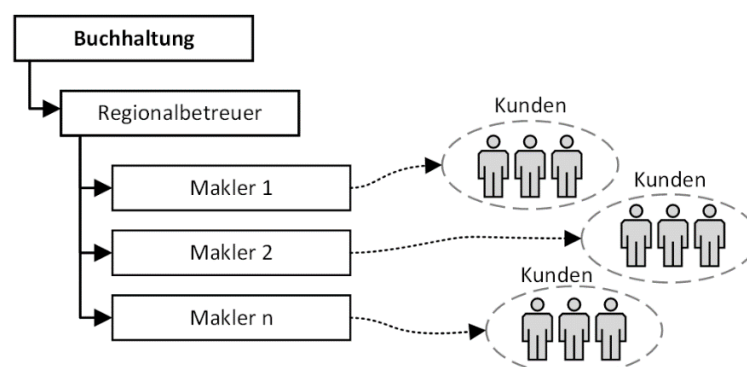 Buchhaltung
Regionalbetreuer
Kunden
Makler 1
Kunden
Makler 2
Kunden
Makler n